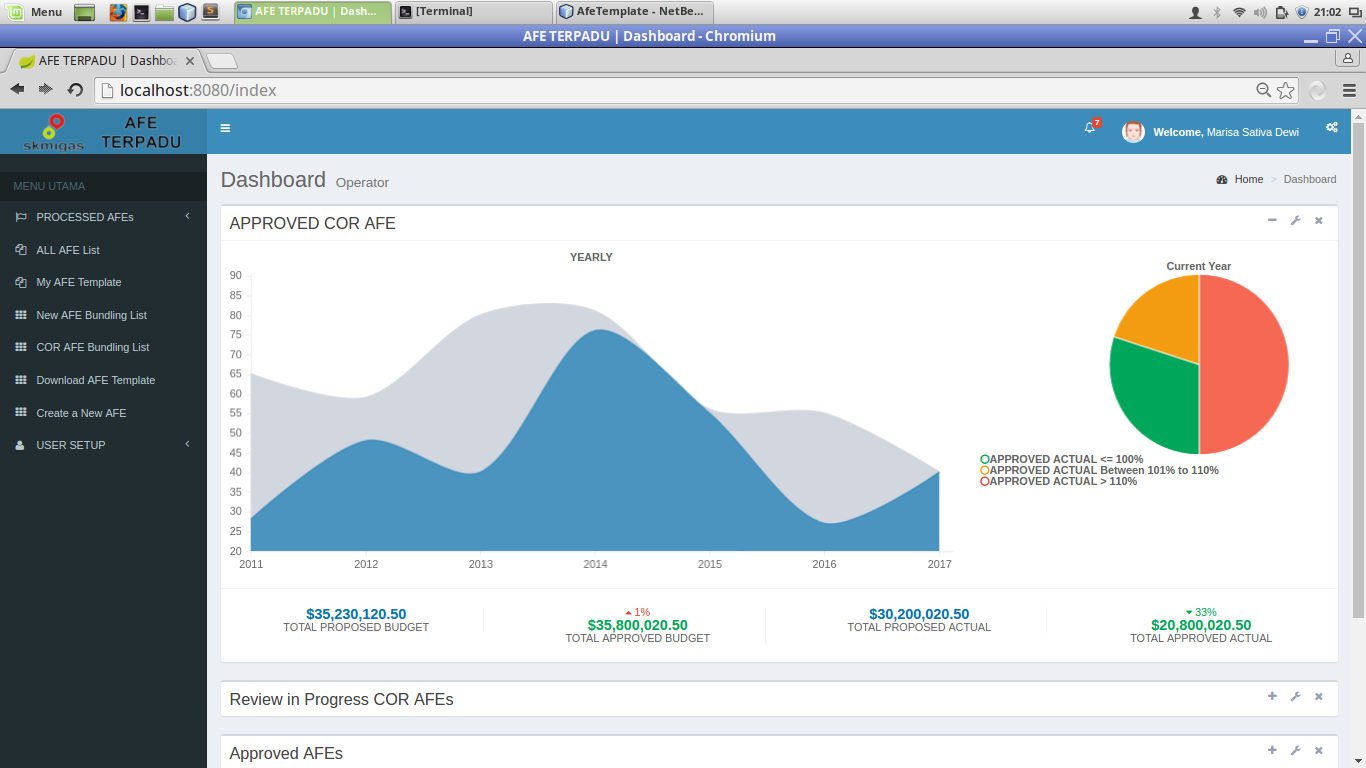 Menu
AFE TERPADU | Dash...
[Terminal]
AfeTemplate - NetBe...
21:02
AFE TERPADU | Dashboard - Chromium
AFE TERPADU | Dashbo
localhost:8080/index
skmigas
AFE
TERPADU
7
Welcome, Marisa Sativa Dewi
MENU UTAMA
PROCESSED AFEs
ALL AFE List
My AFE Template
New AFE Bundling List
COR AFE Bundling List
Download AFE Template
Create a New AFE
USER SETUP
Dashboard Operator
Home > Dashboard
APPROVED COR AFE
YEARLY
90
85
80
75
70
65
60
55
50
45
40
35
30
25
20
2011 2012 2013 2014 2015 2016 2017
Current Year
APPROVED ACTUAL <= 100%
APPROVED ACTUAL Between 101% to 110%
APPROVED ACTUAL > 110%
$35,230,120.50
TOTAL PROPOSED BUDGET
1%
$35,800,020.50
TOTAL APPROVED BUDGET
$30,200,020.50
TOTAL PROPOSED ACTUAL
33%
$20,800,020.50
TOTAL APPROVED ACTUAL
Review in Progress COR AFEs
Approved AFEs